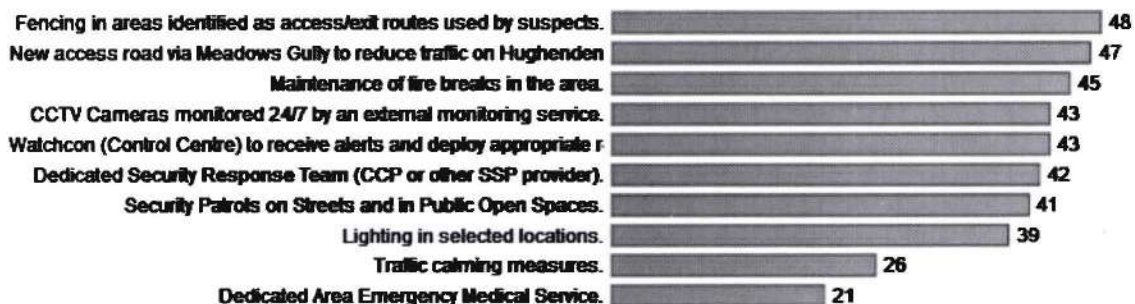 Fencing in areas identified as access/exit routes used by suspects. 48
New access road via Meadows Gully to reduce traffic on Hughenden 47
Maintenance of fire breaks in the area. 45
CCTV Cameras monitored 24/7 by an external monitoring service. 43
Watchcon (Control Centre) to receive alerts and deploy appropriate r 43
Dedicated Security Response Team (CCP or other SSP provider). 42
Security Patrols on Streets and in Public Open Spaces. 41
Lighting in selected locations. 39
Traffic calming measures. 26
Dedicated Area Emergency Medical Service. 21